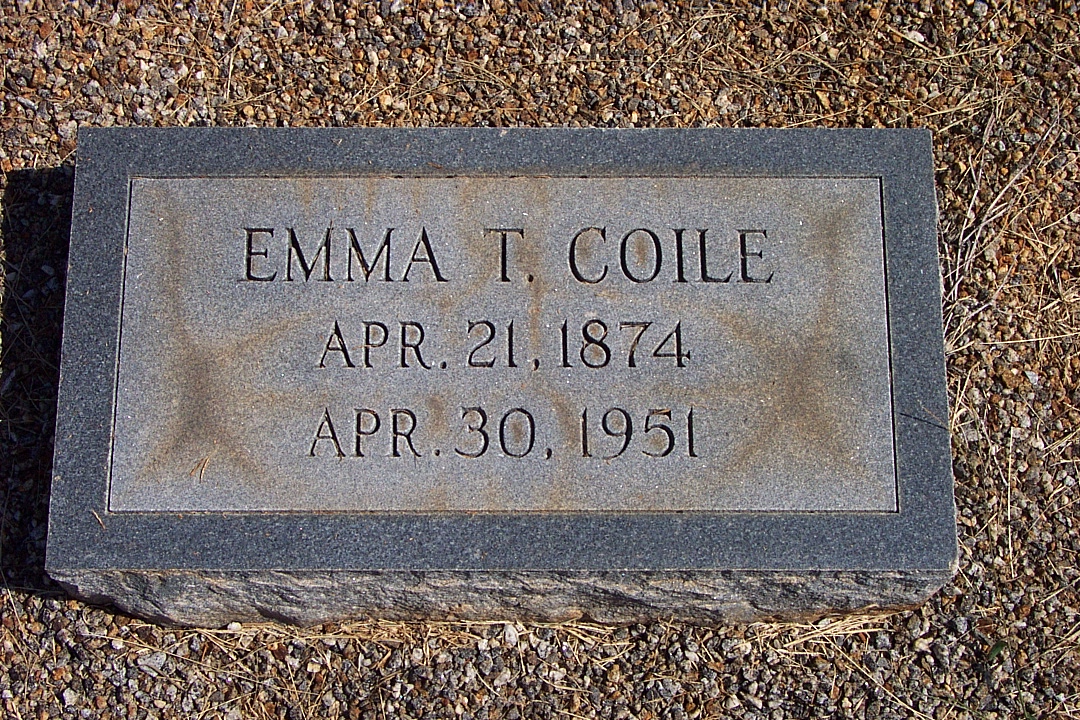 EMMA T. COILE
APR. 21, 1874
APR. 30, 1951